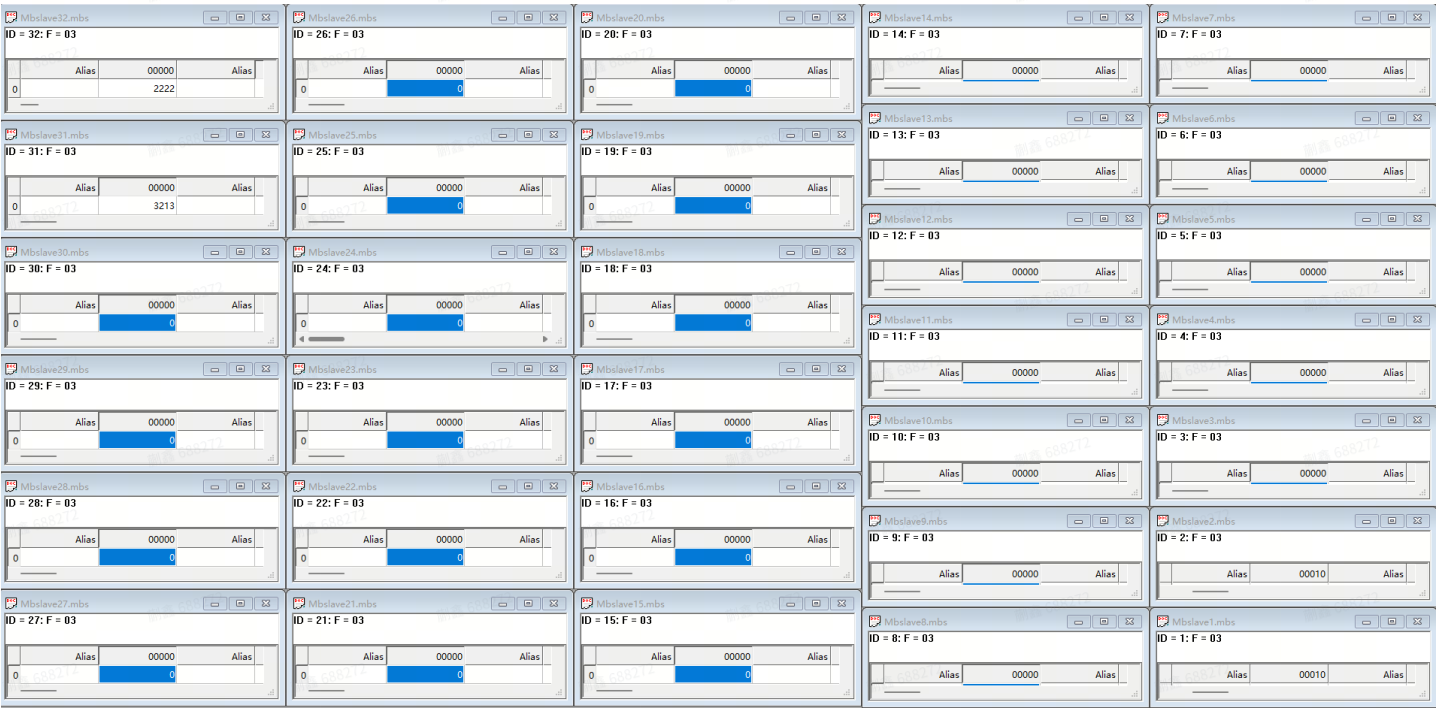 Mbslave32.mbs
ID = 32: F = 03
Alias 00000 Alias
0 2222
Mbslave31.mbs
ID = 31: F = 03
Alias 00000 Alias
0 3213
Mbslave30.mbs
ID = 30: F = 03
Alias 00000 Alias
0 0
Mbslave29.mbs
ID = 29: F = 03
Alias 00000 Alias
0 0
Mbslave28.mbs
ID = 28: F = 03
Alias 00000 Alias
0 0
Mbslave27.mbs
ID = 27: F = 03
Alias 00000 Alias
0 0
Mbslave26.mbs
ID = 26: F = 03
Alias 00000 Alias
0 0
Mbslave25.mbs
ID = 25: F = 03
Alias 00000 Alias
0 0
Mbslave24.mbs
ID = 24: F = 03
Alias 00000 Alias
0 0
Mbslave23.mbs
ID = 23: F = 03
Alias 00000 Alias
0 0
Mbslave22.mbs
ID = 22: F = 03
Alias 00000 Alias
0 0
Mbslave21.mbs
ID = 21: F = 03
Alias 00000 Alias
0 0
Mbslave20.mbs
ID = 20: F = 03
Alias 00000 Alias
0 0
Mbslave19.mbs
ID = 19: F = 03
Alias 00000 Alias
0 0
Mbslave18.mbs
ID = 18: F = 03
Alias 00000 Alias
0 0
Mbslave17.mbs
ID = 17: F = 03
Alias 00000 Alias
0 0
Mbslave16.mbs
ID = 16: F = 03
Alias 00000 Alias
0 0
Mbslave15.mbs
ID = 15: F = 03
Alias 00000 Alias
0 0
Mbslave14.mbs
ID = 14: F = 03
Alias 00000 Alias
Mbslave13.mbs
ID = 13: F = 03
Alias 00000 Alias
Mbslave12.mbs
ID = 12: F = 03
Alias 00000 Alias
Mbslave11.mbs
ID = 11: F = 03
Alias 00000 Alias
Mbslave10.mbs
ID = 10: F = 03
Alias 00000 Alias
Mbslave9.mbs
ID = 9: F = 03
Alias 00000 Alias
Mbslave8.mbs
ID = 8: F = 03
Alias 00000 Alias
Mbslave7.mbs
ID = 7: F = 03
Alias 00000 Alias
Mbslave6.mbs
ID = 6: F = 03
Alias 00000 Alias
Mbslave5.mbs
ID = 5: F = 03
Alias 00000 Alias
Mbslave4.mbs
ID = 4: F = 03
Alias 00000 Alias
Mbslave3.mbs
ID = 3: F = 03
Alias 00000 Alias
Mbslave2.mbs
ID = 2: F = 03
Alias 00010 Alias
Mbslave1.mbs
ID = 1: F = 03
Alias 00010 Alias